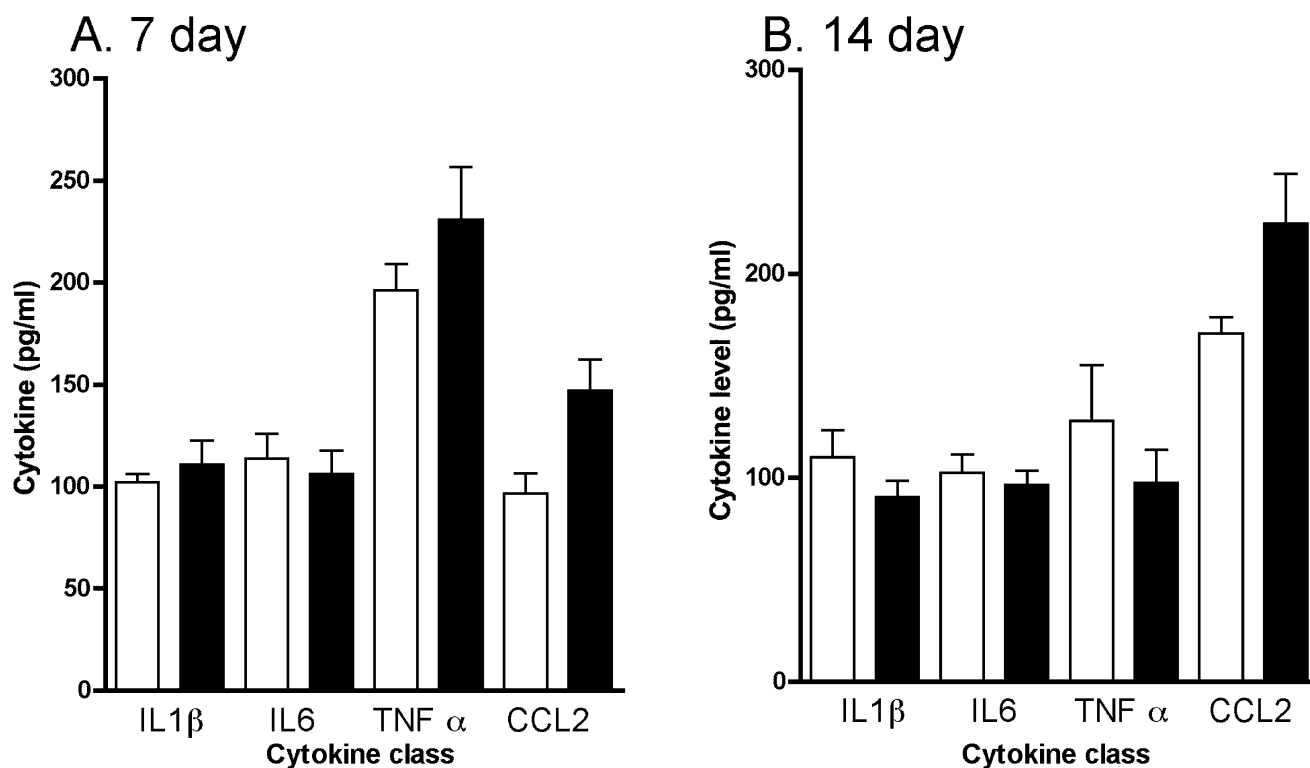 A. 7 day
300
250
200
150
100
50
0
Cytokine (pg/ml)
IL1β IL6 TNF α CCL2
Cytokine class
B. 14 day
300
200
100
0
Cytokine level (pg/ml)
IL1β IL6 TNF α CCL2
Cytokine class